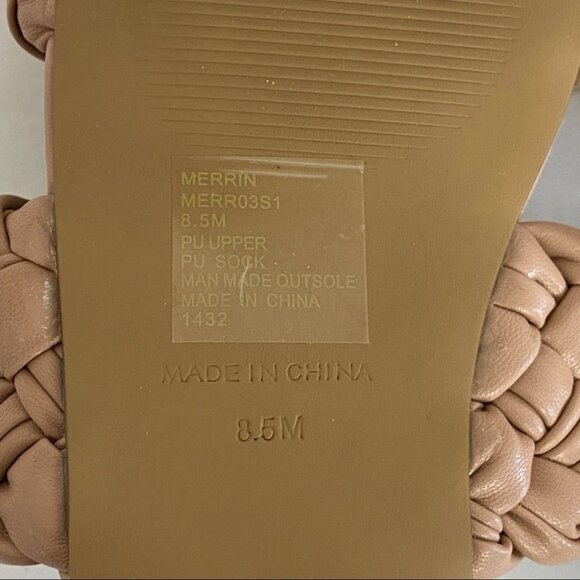 MERRIN
MERR03S1
8.5M
PU UPPER
PU SOCK
MAN MADE OUTSOLE
MADE IN CHINA
1432
MADE IN CHINA
8.5M